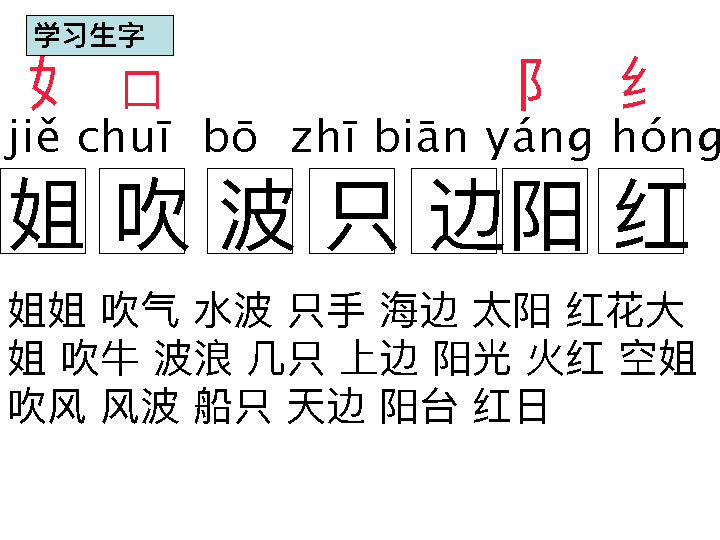 学习生字
女 口 阝 纟
jiě chuī bō zhī biān yáng hóng
姐 吹 波 只 边 阳 红
姐姐 吹气 水波 只手 海边 太阳 红花大
姐 吹牛 波浪 几只 上边 阳光 火红 空姐
吹风 风波 船只 天边 阳台 红日